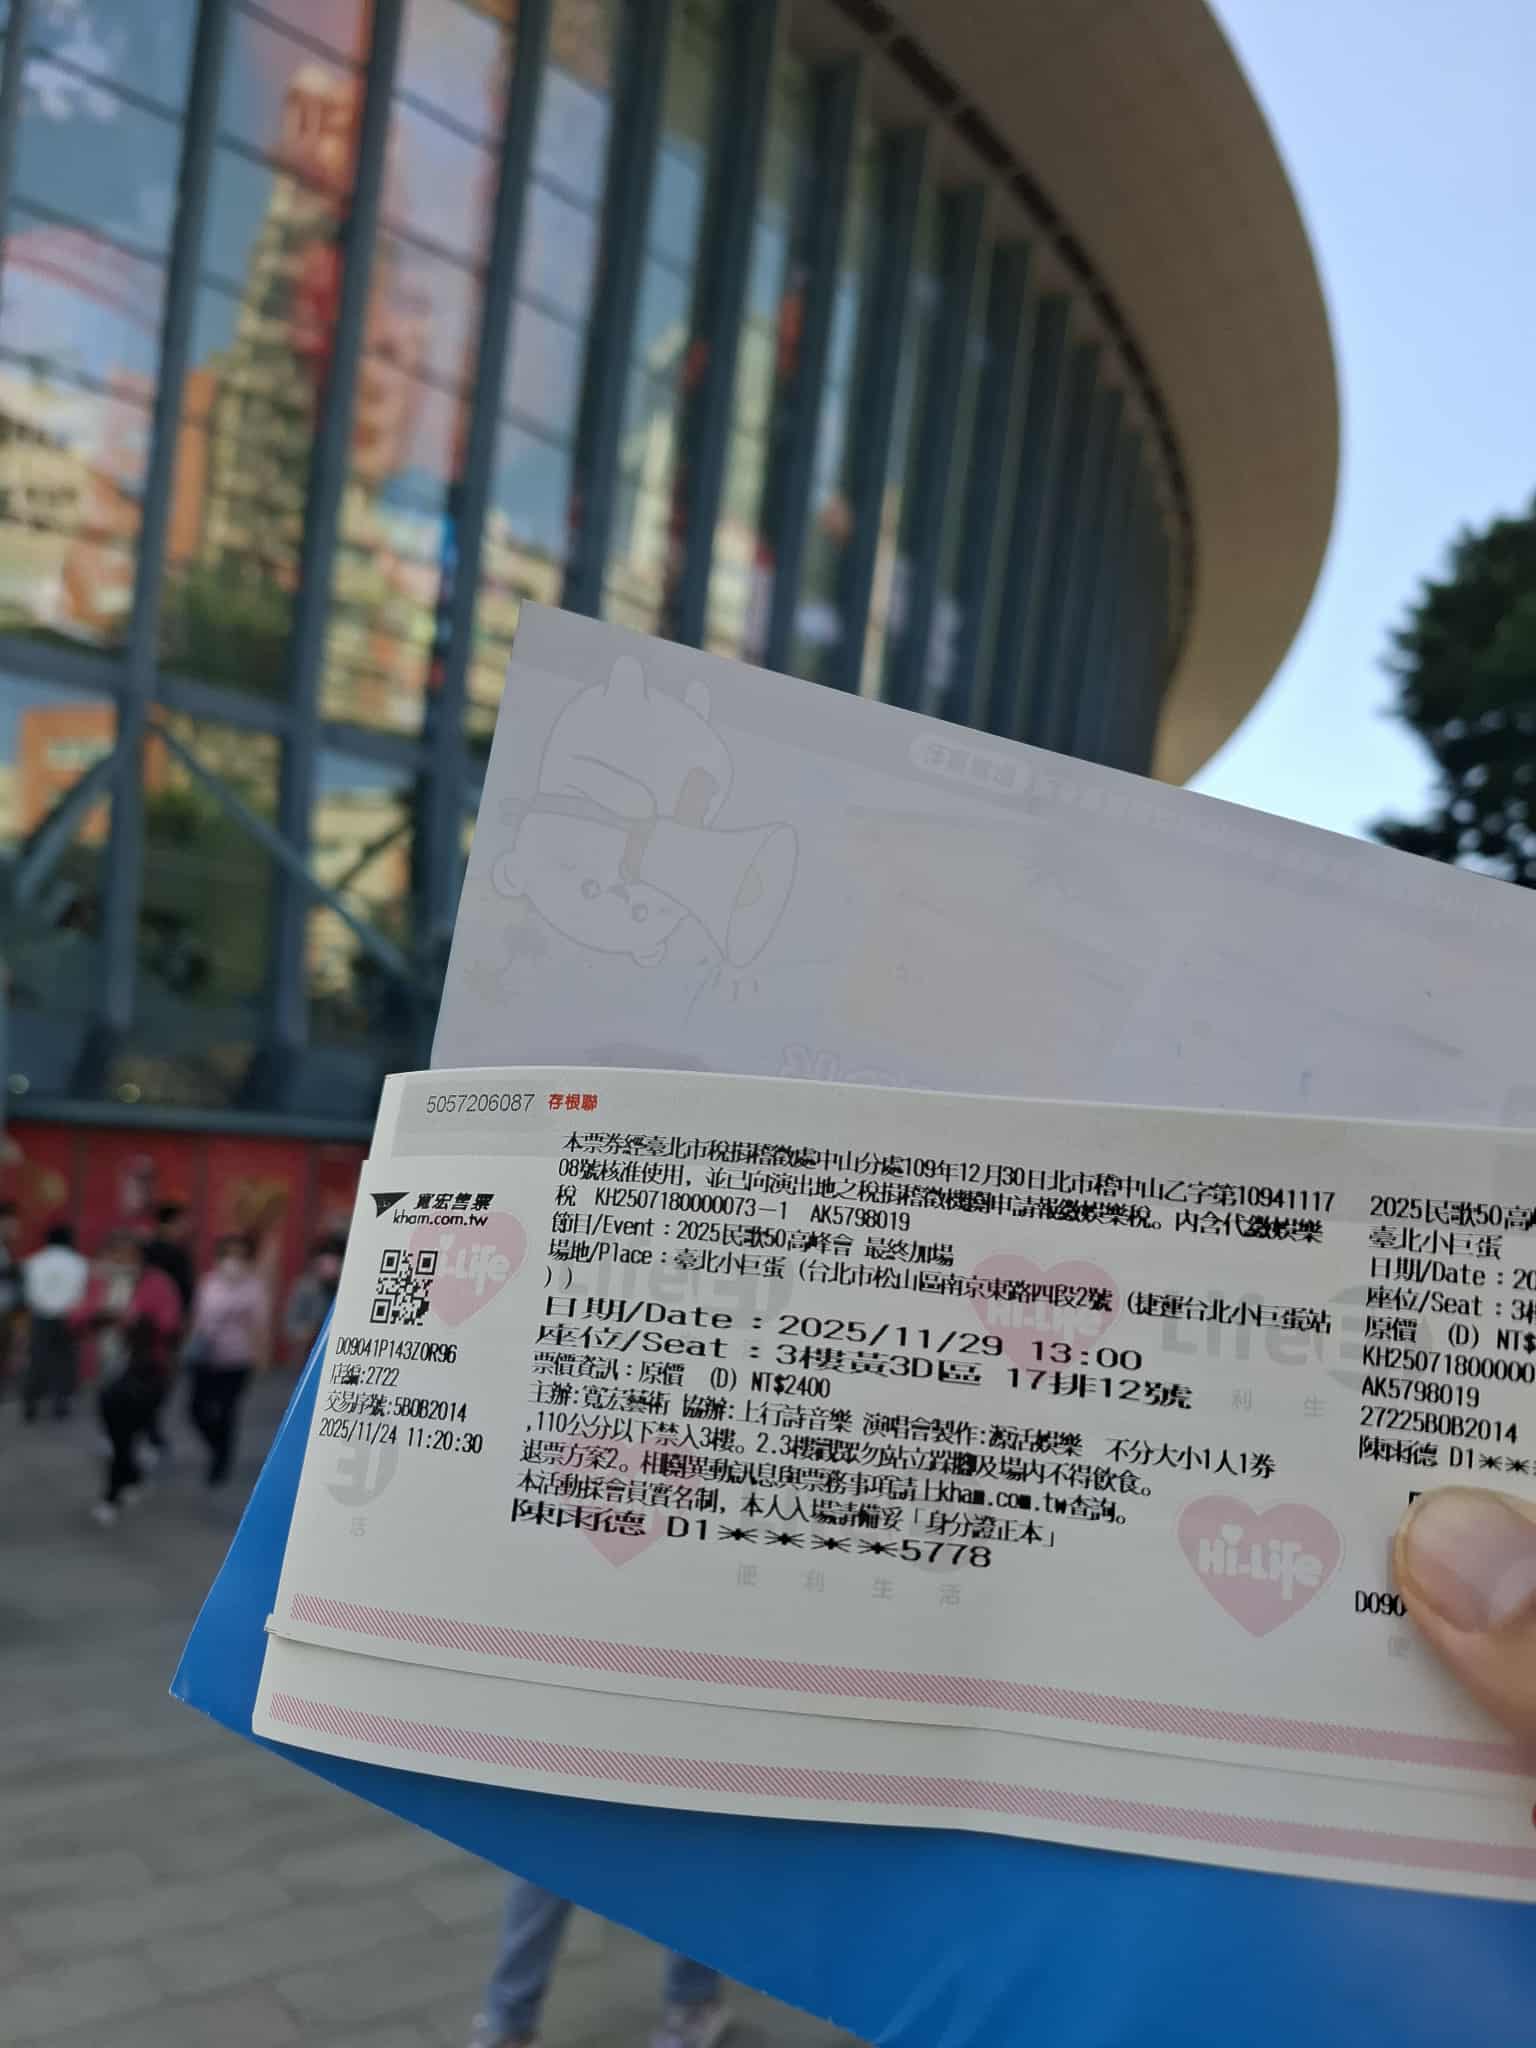 5057206087 存根聯
本票券經臺北市稅捐稽徵處中山分處109年12月30日北市稽中山乙字第10941117
08號核准使用，並已向演出地之稅捐稽徵機關申請報繳娛樂稅。內含代繳娛樂
稅 KH2507180000073-1 AK5798019
節目/Event：2025民歌50高峰會 最終加場
場地/Place：臺北小巨蛋（台北市松山區南京東路四段2號（捷運台北小巨蛋站
））
日期/Date：2025/11/29 13:00
座位/Seat：3樓黃3D區 17排12號
票價資訊：原價 (D) NT$2400
主辦:寬宏藝術 協辦:上行詩音樂 演唱會製作:源活娛樂 不分大小1人1券
,110公分以下禁入3樓。2.3樓觀眾勿站立踩腳及場內不得飲食。
退票方案2。相關異動訊息與票務事項請上kham.com.tw查詢。
本活動採會員實名制，本人入場請備妥「身分證正本」
陳雨德 D1＊＊＊＊5778
寬宏售票
kham.com.tw
D09041P143Z0R96
店編:2722
交易序號:5B0B2014
2025/11/24 11:20:30
2025民歌50高
臺北小巨蛋
日期/Date：20
座位/Seat：3
原價 (D) NT$
KH25071800000
AK5798019
27225B0B2014
陳雨德 D1＊＊
D090
Hi-Life
Hi-Life
Hi-Life
Life
便利生活
利生
活
便